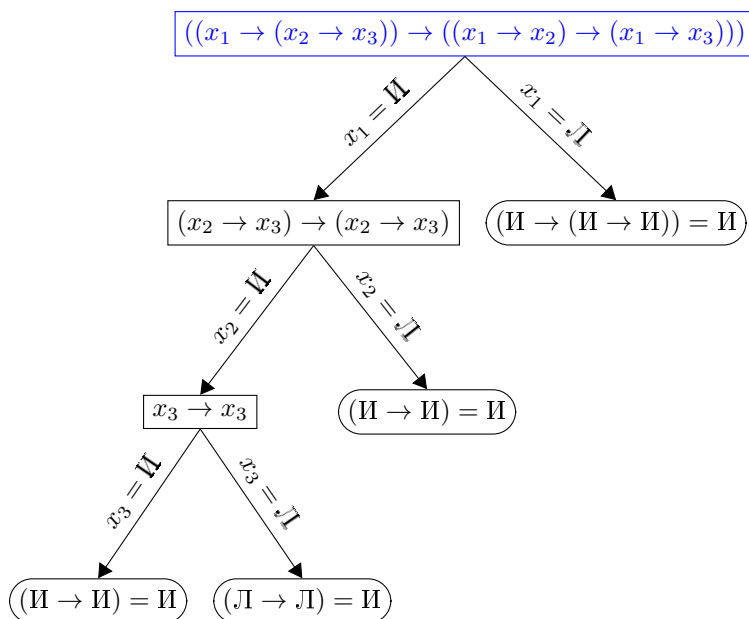 ((x₁ → (x₂ → x₃)) → ((x₁ → x₂) → (x₁ → x₃)))
x₁ = И
x₁ = Л
(x₂ → x₃) → (x₂ → x₃)
(И → (И → И)) = И
x₂ = И
x₂ = Л
x₃ → x₃
(И → И) = И
x₃ = И
x₃ = Л
(И → И) = И
(Л → Л) = И